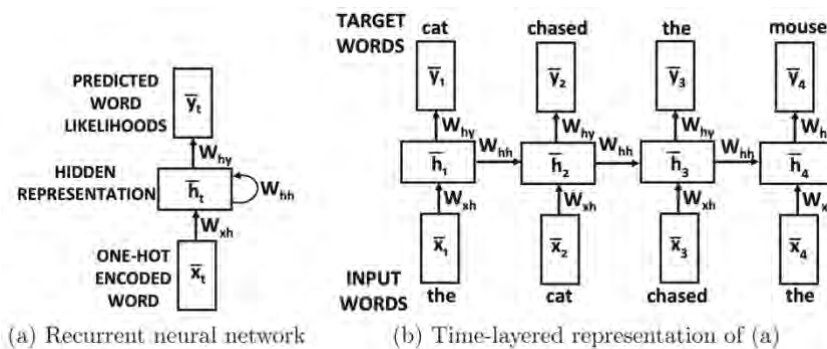 PREDICTED
WORD
LIKELIHOODS
y̅t
Why
HIDDEN
REPRESENTATION
h̅t
Whh
Wxh
ONE-HOT
ENCODED
WORD
x̅t
(a) Recurrent neural network
TARGET
WORDS
cat chased the mouse
y̅1 y̅2 y̅3 y̅4
Why Why Why
Whh Whh Whh
h̅1 h̅2 h̅3 h̅4
Wxh Wxh Wxh
x̅1 x̅2 x̅3 x̅4
INPUT
WORDS
the cat chased the
(b) Time-layered representation of (a)